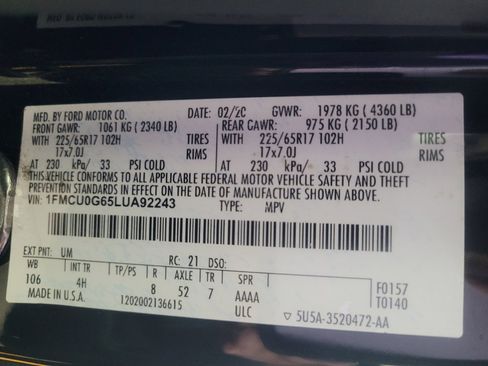 MFD. BY FORD MOTOR CO. DATE: 02/20 GVWR: 1978 KG ( 4360 LB)
FRONT GAWR: 1061 KG ( 2340 LB) REAR GAWR: 975 KG ( 2150 LB)
WITH 225/65R17 102H TIRES WITH 225/65R17 102H TIRES
17x7.0J RIMS 17x7.0J RIMS
AT 230 kPa/ 33 PSI COLD AT 230 kPa/ 33 PSI COLD
THIS VEHICLE CONFORMS TO ALL APPLICABLE FEDERAL MOTOR VEHICLE SAFETY AND THEFT
PREVENTION STANDARDS IN EFFECT ON THE DATE OF MANUFACTURE SHOWN ABOVE.
VIN: 1FMCU0G65LUA92243 TYPE: MPV
EXT PNT: UM RC: 21 DSO:
WB INT TR TP/PS AXLE TR SPR
106 4H 8 52 7 AAAA
ULC
F0157
T0140
MADE IN U.S.A. 1202002136615
▽ 5U5A-3520472-AA